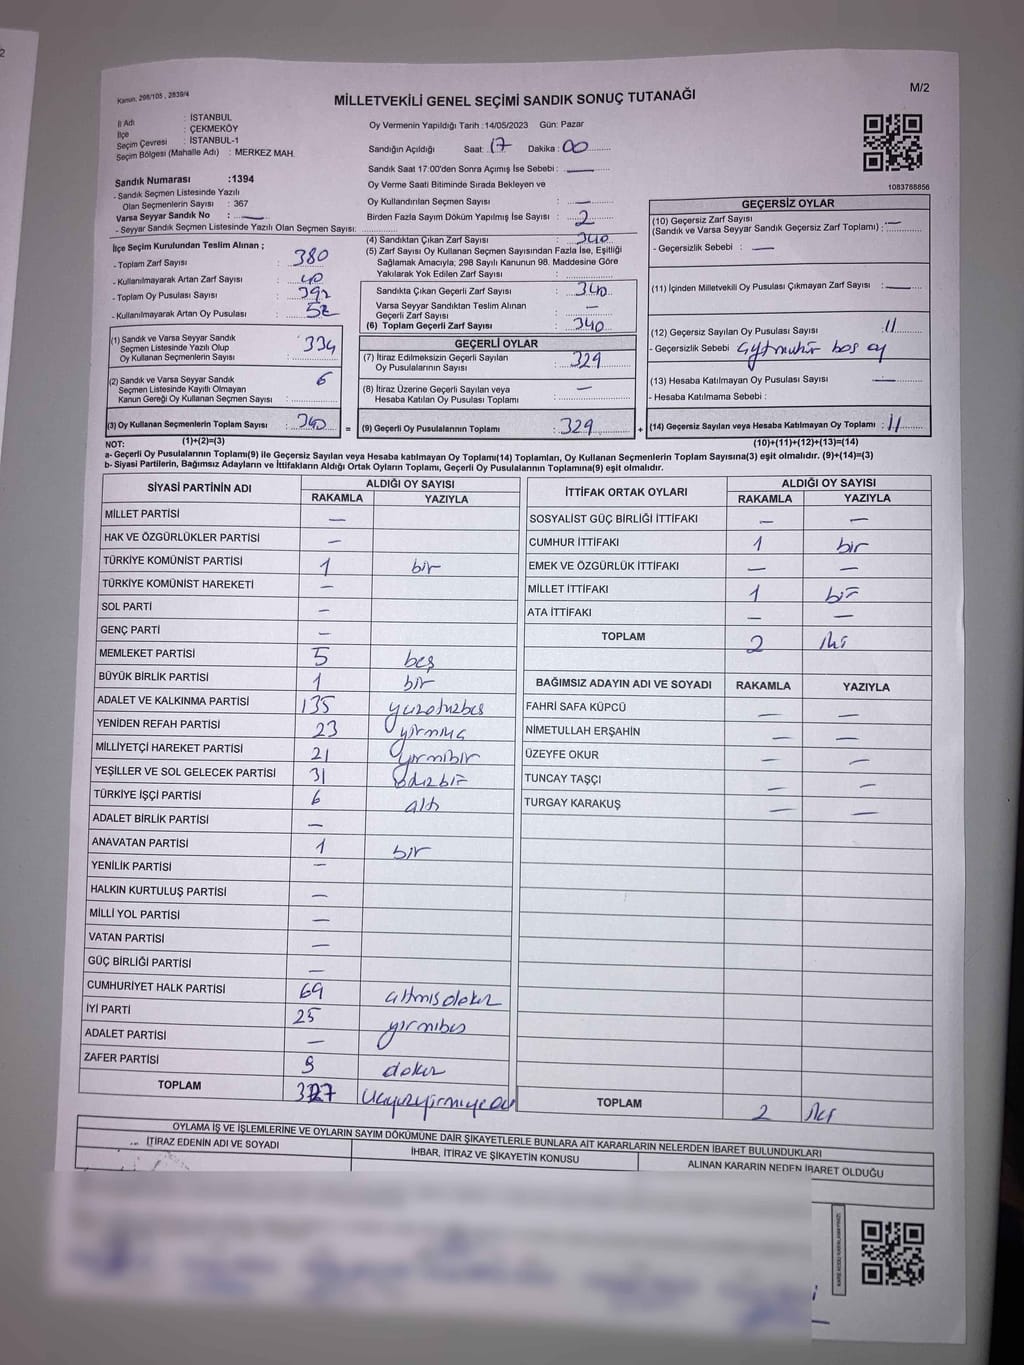 2
Kanun, 298/105 , 2839/4
MİLLETVEKİLİ GENEL SEÇİMİ SANDIK SONUÇ TUTANAĞI
M/2
İl Adı : İSTANBUL
İlçe : ÇEKMEKÖY
Seçim Çevresi : İSTANBUL-1
Seçim Bölgesi (Mahalle Adı) : MERKEZ MAH.
Oy Vermenin Yapıldığı Tarih :14/05/2023 Gün: Pazar
Sandığın Açıldığı Saat: 17 Dakika : 00
Sandık Saat 17:00'den Sonra Açımış İse Sebebi : —
Oy Verme Saati Bitiminde Sırada Bekleyen ve
Oy Kullandırılan Seçmen Sayısı : —
Birden Fazla Sayım Döküm Yapılmış İse Sayısı : 2
1083788856
Sandık Numarası :1394
- Sandık Seçmen Listesinde Yazılı
Olan Seçmenlerin Sayısı : 367
Varsa Seyyar Sandık No : —
- Seyyar Sandık Seçmen Listesinde Yazılı Olan Seçmen Sayısı:
İlçe Seçim Kurulundan Teslim Alınan ;
- Toplam Zarf Sayısı : 380
- Kullanılmayarak Artan Zarf Sayısı : 40
- Toplam Oy Pusulası Sayısı : 392
- Kullanılmayarak Artan Oy Pusulası : 52
(1) Sandık ve Varsa Seyyar Sandık
Seçmen Listesinde Yazılı Olup
Oy Kullanan Seçmenlerin Sayısı : 334
(2) Sandık ve Varsa Seyyar Sandık
Seçmen Listesinde Kayıtlı Olmayan
Kanun Gereği Oy Kullanan Seçmen Sayısı : 6
(3) Oy Kullanan Seçmenlerin Toplam Sayısı : 340 =
(4) Sandıktan Çıkan Zarf Sayısı : 340
(5) Zarf Sayısı Oy Kullanan Seçmen Sayısından Fazla İse, Eşitliği
Sağlamak Amacıyla; 298 Sayılı Kanunun 98. Maddesine Göre
Yakılarak Yok Edilen Zarf Sayısı :
Sandıkta Çıkan Geçerli Zarf Sayısı : 340
Varsa Seyyar Sandıktan Teslim Alınan
Geçerli Zarf Sayısı : —
(6) Toplam Geçerli Zarf Sayısı : 340
GEÇERLİ OYLAR
(7) İtiraz Edilmeksizin Geçerli Sayılan
Oy Pusulalarının Sayısı : 329
(8) İtiraz Üzerine Geçerli Sayılan veya
Hesaba Katılan Oy Pusulası Toplamı : —
(9) Geçerli Oy Pusulalarının Toplamı : 329 +
GEÇERSİZ OYLAR
(10) Geçersiz Zarf Sayısı
(Sandık ve Varsa Seyyar Sandık Geçersiz Zarf Toplamı) : —
- Geçersizlik Sebebi : —
(11) İçinden Milletvekili Oy Pusulası Çıkmayan Zarf Sayısı : —
(12) Geçersiz Sayılan Oy Pusulası Sayısı : 11
- Geçersizlik Sebebi boş oy
(13) Hesaba Katılmayan Oy Pusulası Sayısı : —
- Hesaba Katılmama Sebebi :
(14) Geçersiz Sayılan veya Hesaba Katılmayan Oy Toplamı : 11
NOT: (1)+(2)=(3) (10)+(11)+(12)+(13)=(14)
a- Geçerli Oy Pusulalarının Toplamı(9) ile Geçersiz Sayılan veya Hesaba katılmayan Oy Toplamı(14) Toplamları, Oy Kullanan Seçmenlerin Toplam Sayısına(3) eşit olmalıdır. (9)+(14)=(3)
b- Siyasi Partilerin, Bağımsız Adayların ve İttifakların Aldığı Ortak Oyların Toplamı, Geçerli Oy Pusulalarının Toplamına(9) eşit olmalıdır.
SİYASİ PARTİNİN ADI ALDIĞI OY SAYISI
RAKAMLA YAZIYLA
MİLLET PARTİSİ —
HAK VE ÖZGÜRLÜKLER PARTİSİ —
TÜRKİYE KOMÜNİST PARTİSİ 1 bir
TÜRKİYE KOMÜNİST HAREKETİ —
SOL PARTİ —
GENÇ PARTİ —
MEMLEKET PARTİSİ 5 beş
BÜYÜK BİRLİK PARTİSİ 1 bir
ADALET VE KALKINMA PARTİSİ 135 yuzotuzbes
YENİDEN REFAH PARTİSİ 23
MİLLİYETÇİ HAREKET PARTİSİ 21 yirmibir
YEŞİLLER VE SOL GELECEK PARTİSİ 31 otuzbir
TÜRKİYE İŞÇİ PARTİSİ 6 altı
ADALET BİRLİK PARTİSİ —
ANAVATAN PARTİSİ 1 bir
YENİLİK PARTİSİ —
HALKIN KURTULUŞ PARTİSİ —
MİLLİ YOL PARTİSİ —
VATAN PARTİSİ —
GÜÇ BİRLİĞİ PARTİSİ —
CUMHURİYET HALK PARTİSİ 69 altmısdokuz
İYİ PARTİ 25 yirmibes
ADALET PARTİSİ —
ZAFER PARTİSİ 9 dokuz
TOPLAM 327
İTTİFAK ORTAK OYLARI ALDIĞI OY SAYISI
RAKAMLA YAZIYLA
SOSYALİST GÜÇ BİRLİĞİ İTTİFAKI — —
CUMHUR İTTİFAKI 1 bir
EMEK VE ÖZGÜRLÜK İTTİFAKI — —
MİLLET İTTİFAKI 1 bir
ATA İTTİFAKI — —
TOPLAM 2 iki
BAĞIMSIZ ADAYIN ADI VE SOYADI RAKAMLA YAZIYLA
FAHRİ SAFA KÜPCÜ — —
NİMETULLAH ERŞAHİN — —
ÜZEYFE OKUR — —
TUNCAY TAŞÇI — —
TURGAY KARAKUŞ — —
TOPLAM 2 iki
OYLAMA İŞ VE İŞLEMLERİNE VE OYLARIN SAYIM DÖKÜMÜNE DAİR ŞİKAYETLERLE BUNLARA AİT KARARLARIN NELERDEN İBARET BULUNDUKLARI
İTİRAZ EDENİN ADI VE SOYADI İHBAR, İTİRAZ VE ŞİKAYETİN KONUSU ALINAN KARARIN NEDEN İBARET OLDUĞU